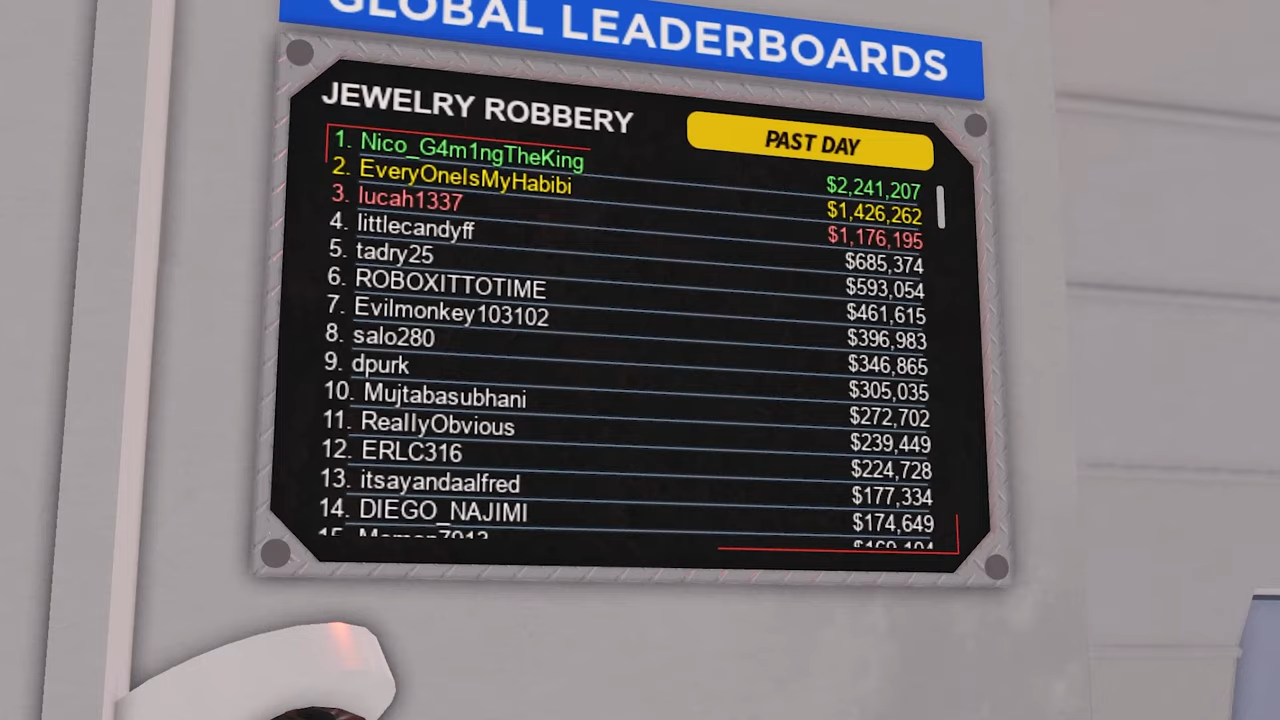 GLOBAL LEADERBOARDS
JEWELRY ROBBERY
PAST DAY
1. Nico_G4m1ngTheKing $2,241,207
2. EveryOneIsMyHabibi $1,426,262
3. lucah1337 $1,176,195
4. littlecandyff $685,374
5. tadry25 $593,054
6. ROBOXITTOTIME $461,615
7. Evilmonkey103102 $396,983
8. salo280 $346,865
9. dpurk $305,035
10. Mujtabasubhani $272,702
11. ReallyObvious $239,449
12. ERLC316 $224,728
13. itsayandaalfred $177,334
14. DIEGO_NAJIMI $174,649